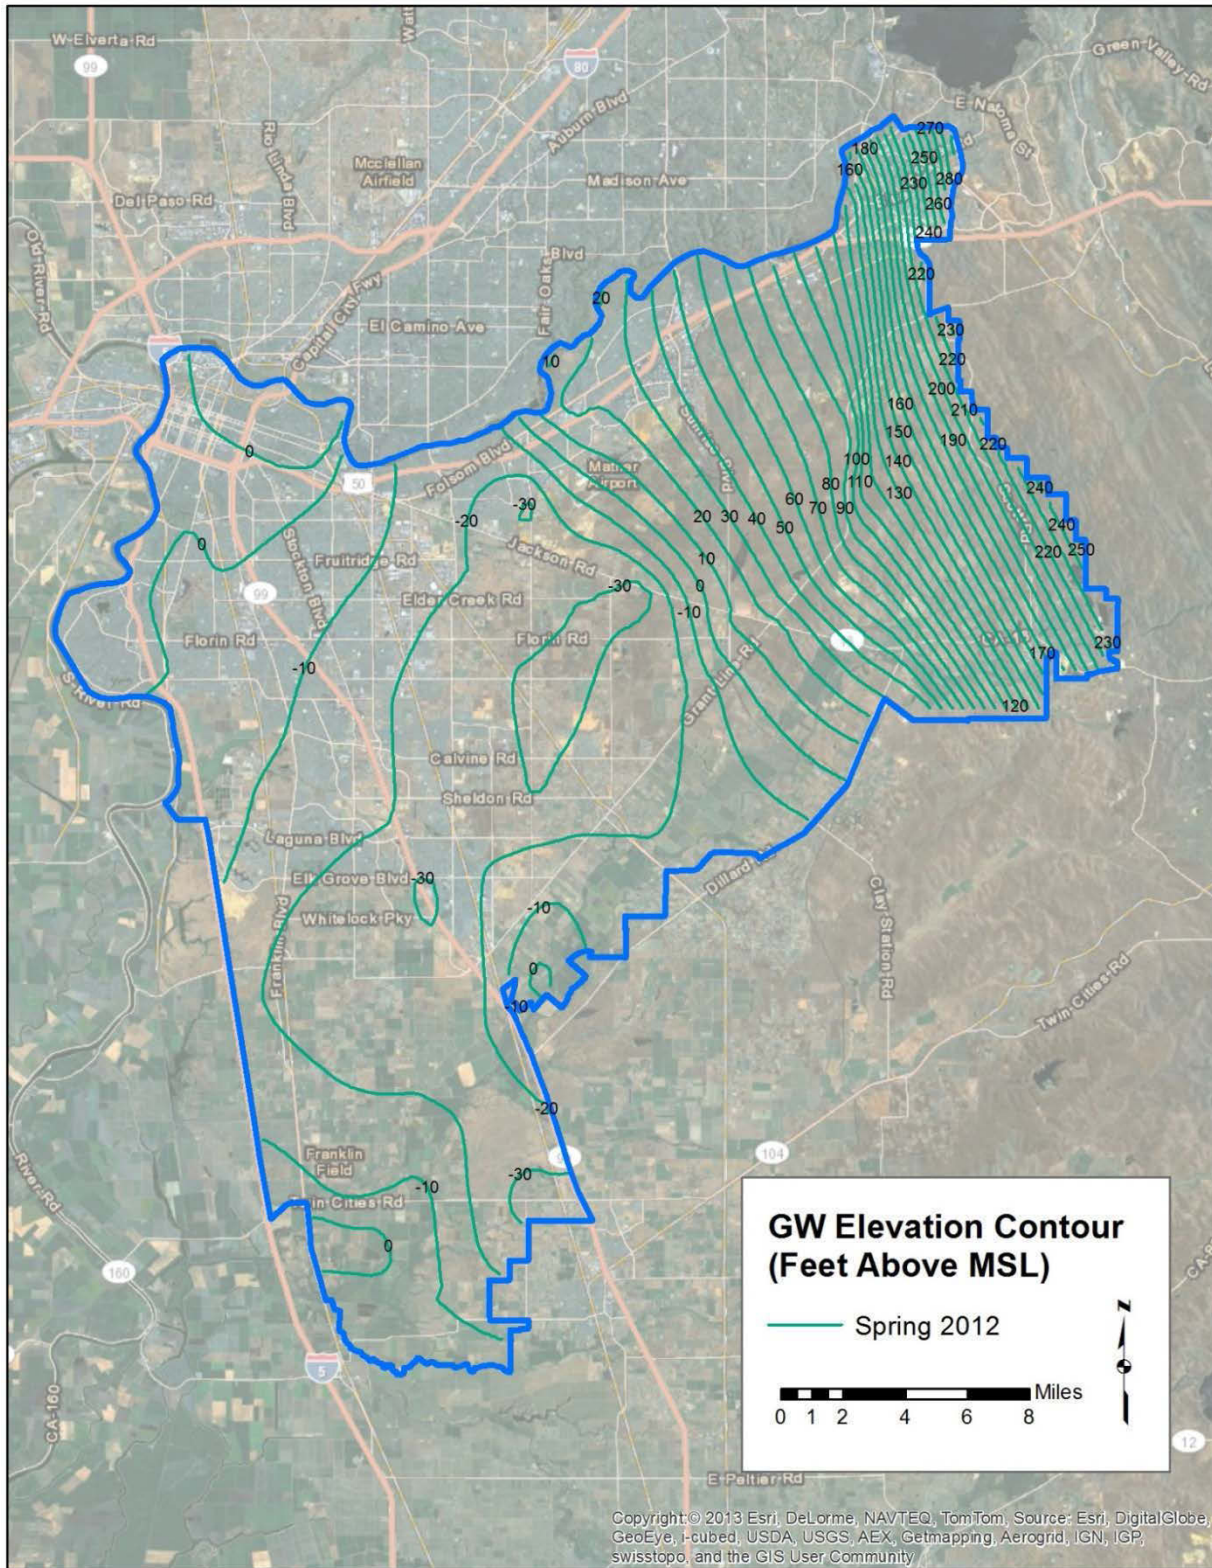 W Elverta Rd
99
80
Green Valley Rd
Auburn Blvd
E Natoma St
Rio Linda Blvd
Mcclellan
Airfield
Madison Ave
Del Paso Rd
270
180
250
160
280
230
260
240
Blvd
Fair Oaks
Capital City Fwy
El Camino Ave
20
220
230
10
220
200
160
210
150
190
220
0
Folsom Blvd
50
Mather
Airport
Sunrise Blvd
100
140
80
110
130
240
60
70
90
-30
-20
20
30
40
50
240
220
250
0
Stockton Blvd
Fruitridge Rd
Jackson Rd
10
99
Elder Creek Rd
-30
0
-10
Florin Rd
Florin Rd
230
-10
170
Grant Line Rd
S River Rd
120
Calvine Rd
Sheldon Rd
Laguna Blvd
Dillard Rd
Elk Grove Blvd
-30
Clay Station Rd
Whitelock Pky
-10
Franklin Blvd
0
-10
Twin Cities Rd
-20
Franklin
Field
104
-30
Twin Cities Rd
-10
0
River Rd
160
5
CA-160
12
E Peltier Rd
GW Elevation Contour
(Feet Above MSL)
Spring 2012
N
Miles
0 1 2 4 6 8
Copyright:© 2013 Esri, DeLorme, NAVTEQ, TomTom, Source: Esri, DigitalGlobe,
GeoEye, i-cubed, USDA, USGS, AEX, Getmapping, Aerogrid, IGN, IGP,
swisstopo, and the GIS User Community